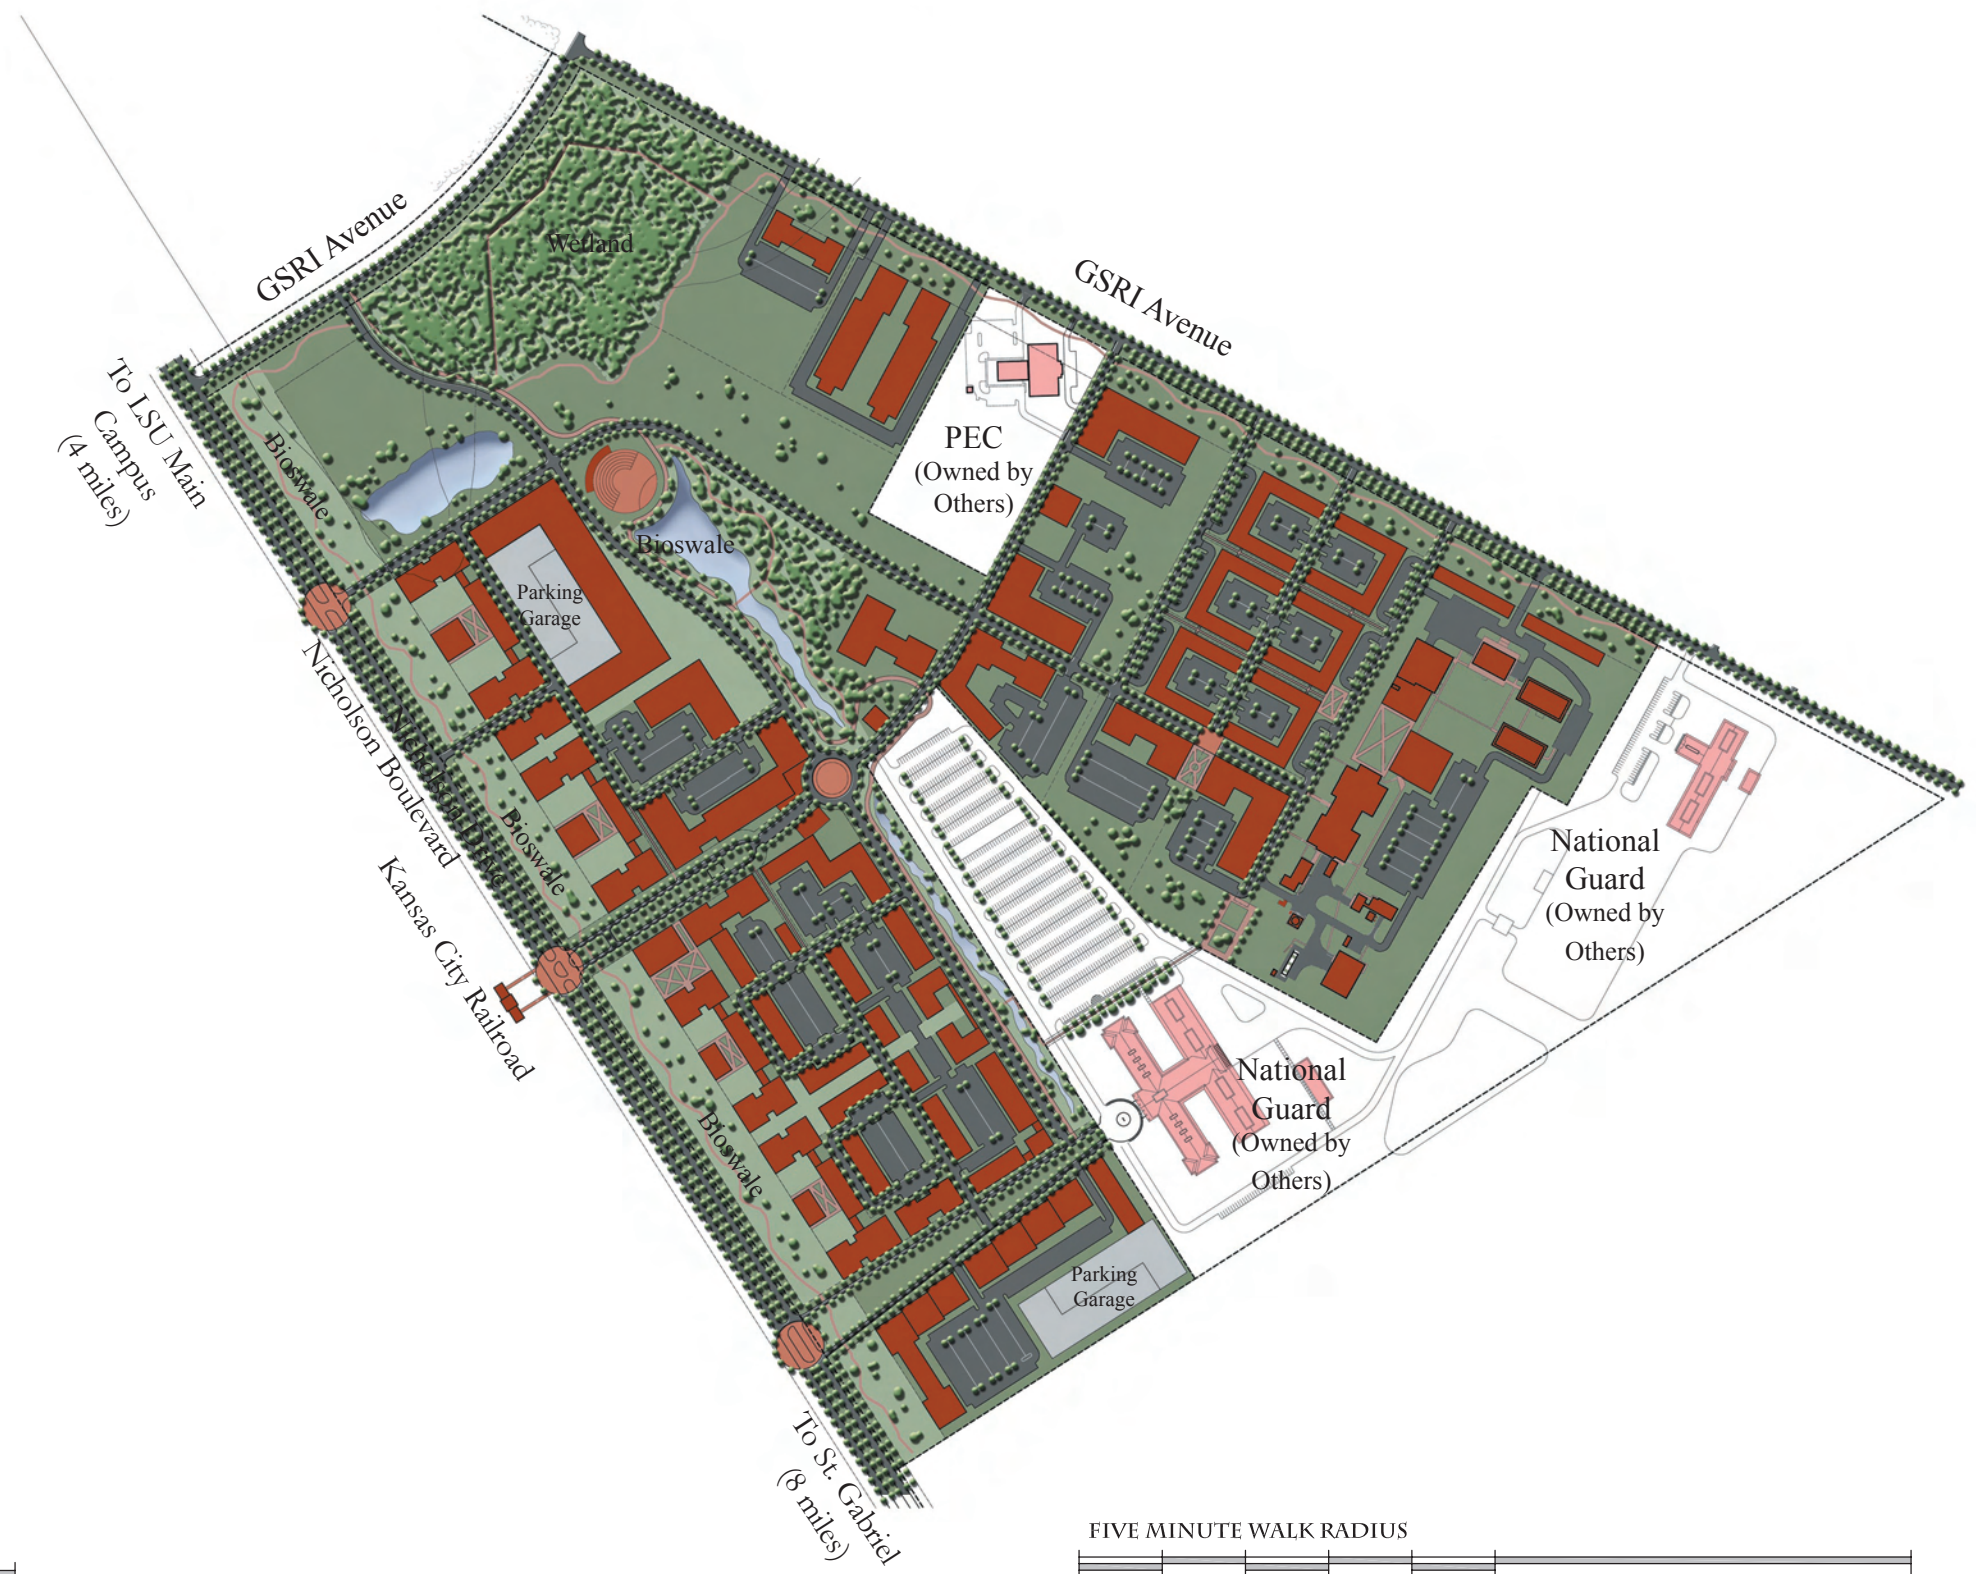 GSRI Avenue
Wetland
GSRI Avenue
To LSU Main
Campus
(4 miles)
Bioswale
PEC
(Owned by
Others)
Bioswale
Parking
Garage
Nicholson Boulevard
Bioswale
Kansas City Railroad
National
Guard
(Owned by
Others)
National
Guard
(Owned by
Others)
Bioswale
Parking
Garage
To St. Gabriel
(8 miles)
FIVE MINUTE WALK RADIUS